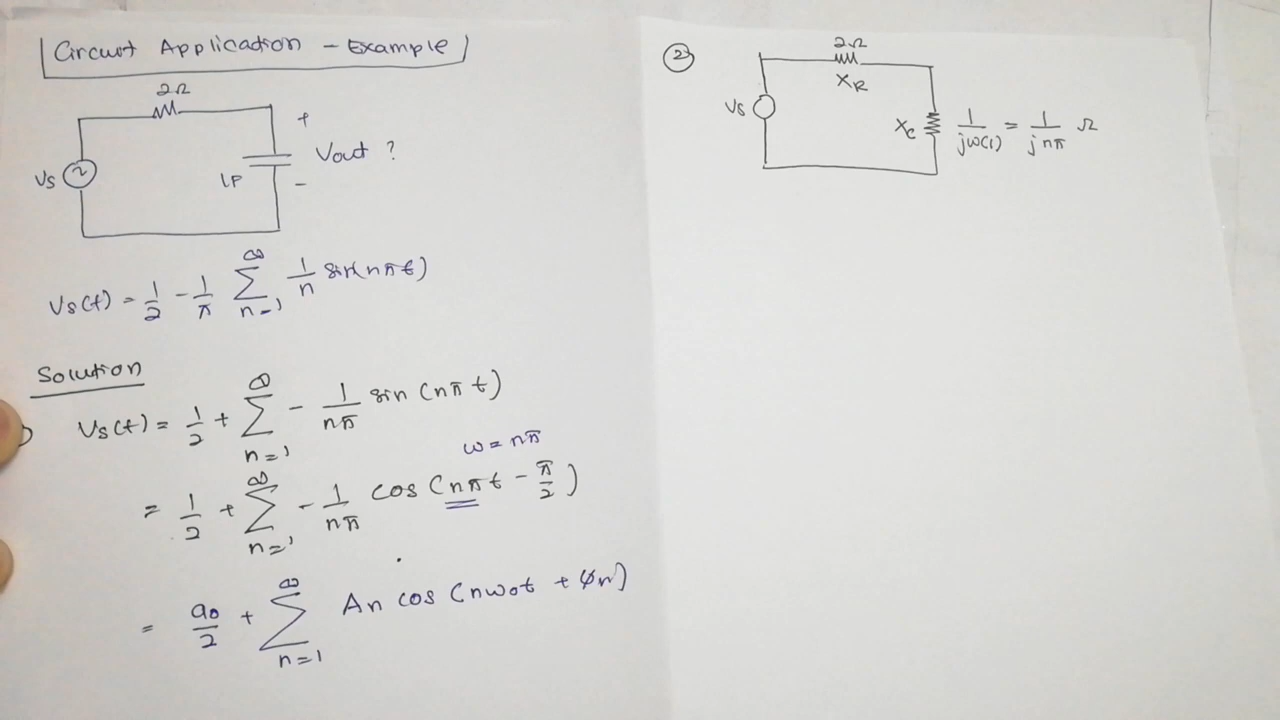 Circuit Application - Example
2Ω
+
Vs
1F
Vout ?
-
Vs(t) = 1/2 - 1/π ∑ n=1 ∞ 1/n sin(nπt)
Solution
Vs(t) = 1/2 + ∑ n=1 ∞ - 1/nπ sin (nπt)
ω = nπ
= 1/2 + ∑ n=1 ∞ - 1/nπ cos (nπt - π/2)
= a0/2 + ∑ n=1 ∞ An cos (nω0t + φn)
②
2Ω
XR
Vs
Xc 1/jω(1) = 1/jnπ Ω